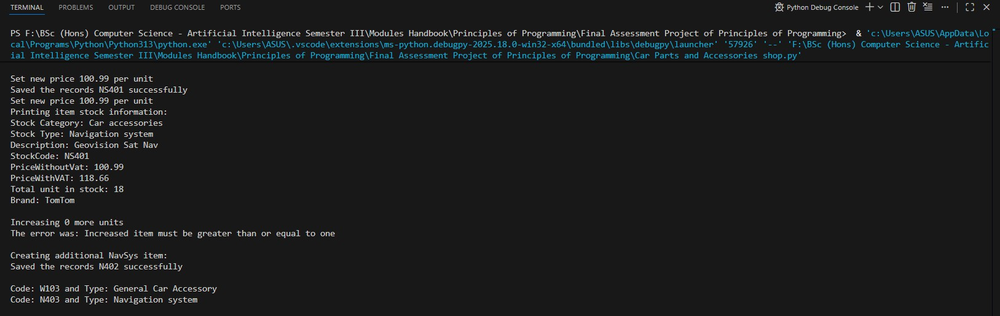 TERMINAL PROBLEMS OUTPUT DEBUG CONSOLE PORTS Python Debug Console
PS F:\BSc (Hons) Computer Science - Artificial Intelligence Semester III\Modules Handbook\Principles of Programming\Final Assessment Project of Principles of Programming>  & 'c:\Users\ASUS\AppData\Lo
cal\Programs\Python\Python313\python.exe' 'c:\Users\ASUS\.vscode\extensions\ms-python.debugpy-2025.18.0-win32-x64\bundled\libs\debugpy\launcher' '57926' '--' 'F:\BSc (Hons) Computer Science - Artific
ial Intelligence Semester III\Modules Handbook\Principles of Programming\Final Assessment Project of Principles of Programming\Car Parts and Accessories shop.py'
Set new price 100.99 per unit
Saved the records NS401 successfully
Set new price 100.99 per unit
Printing item stock information:
Stock Category: Car accessories
Stock Type: Navigation system
Description: Geovision Sat Nav
StockCode: NS401
PriceWithoutVat: 100.99
PriceWithVAT: 118.66
Total unit in stock: 18
Brand: TomTom
Increasing 0 more units
The error was: Increased item must be greater than or equal to one
Creating additional NavSys item:
Saved the records N402 successfully
Code: W103 and Type: General Car Accessory
Code: N403 and Type: Navigation system